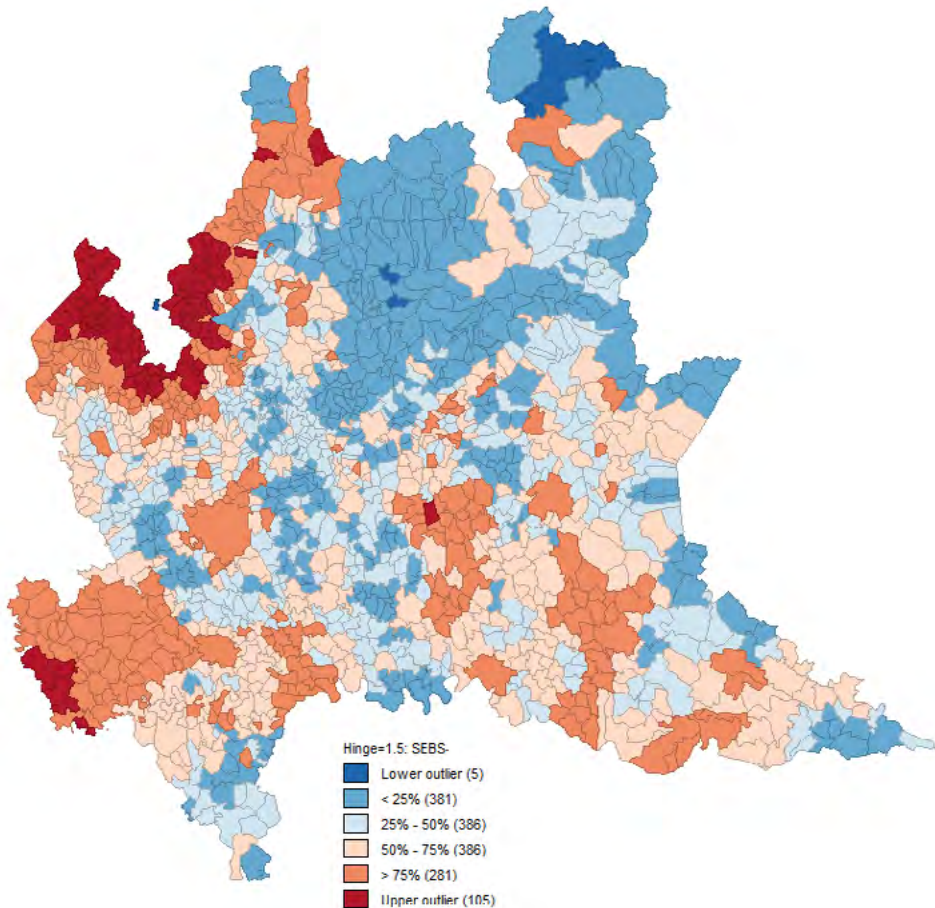 Hinge=1.5: SEBS-
Lower outlier (5)
< 25% (381)
25% - 50% (386)
50% - 75% (386)
> 75% (281)
Upper outlier (105)